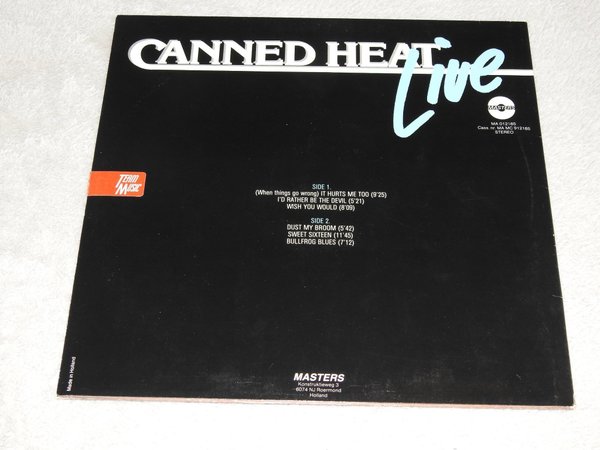 CANNED HEAT
Live
MASTERS
MA 012185
Cass. nr. MA MC 912185
STEREO
TEAM
MUSIC
SIDE 1.
(When things go wrong) IT HURTS ME TOO (9'25)
I'D RATHER BE THE DEVIL (5'21)
WISH YOU WOULD (8'09)
SIDE 2.
DUST MY BROOM (5'42)
SWEET SIXTEEN (11'45)
BULLFROG BLUES (7'12)
Made in Holland
MASTERS
Konstruktieweg 3
6074 NJ Roermond
Holland